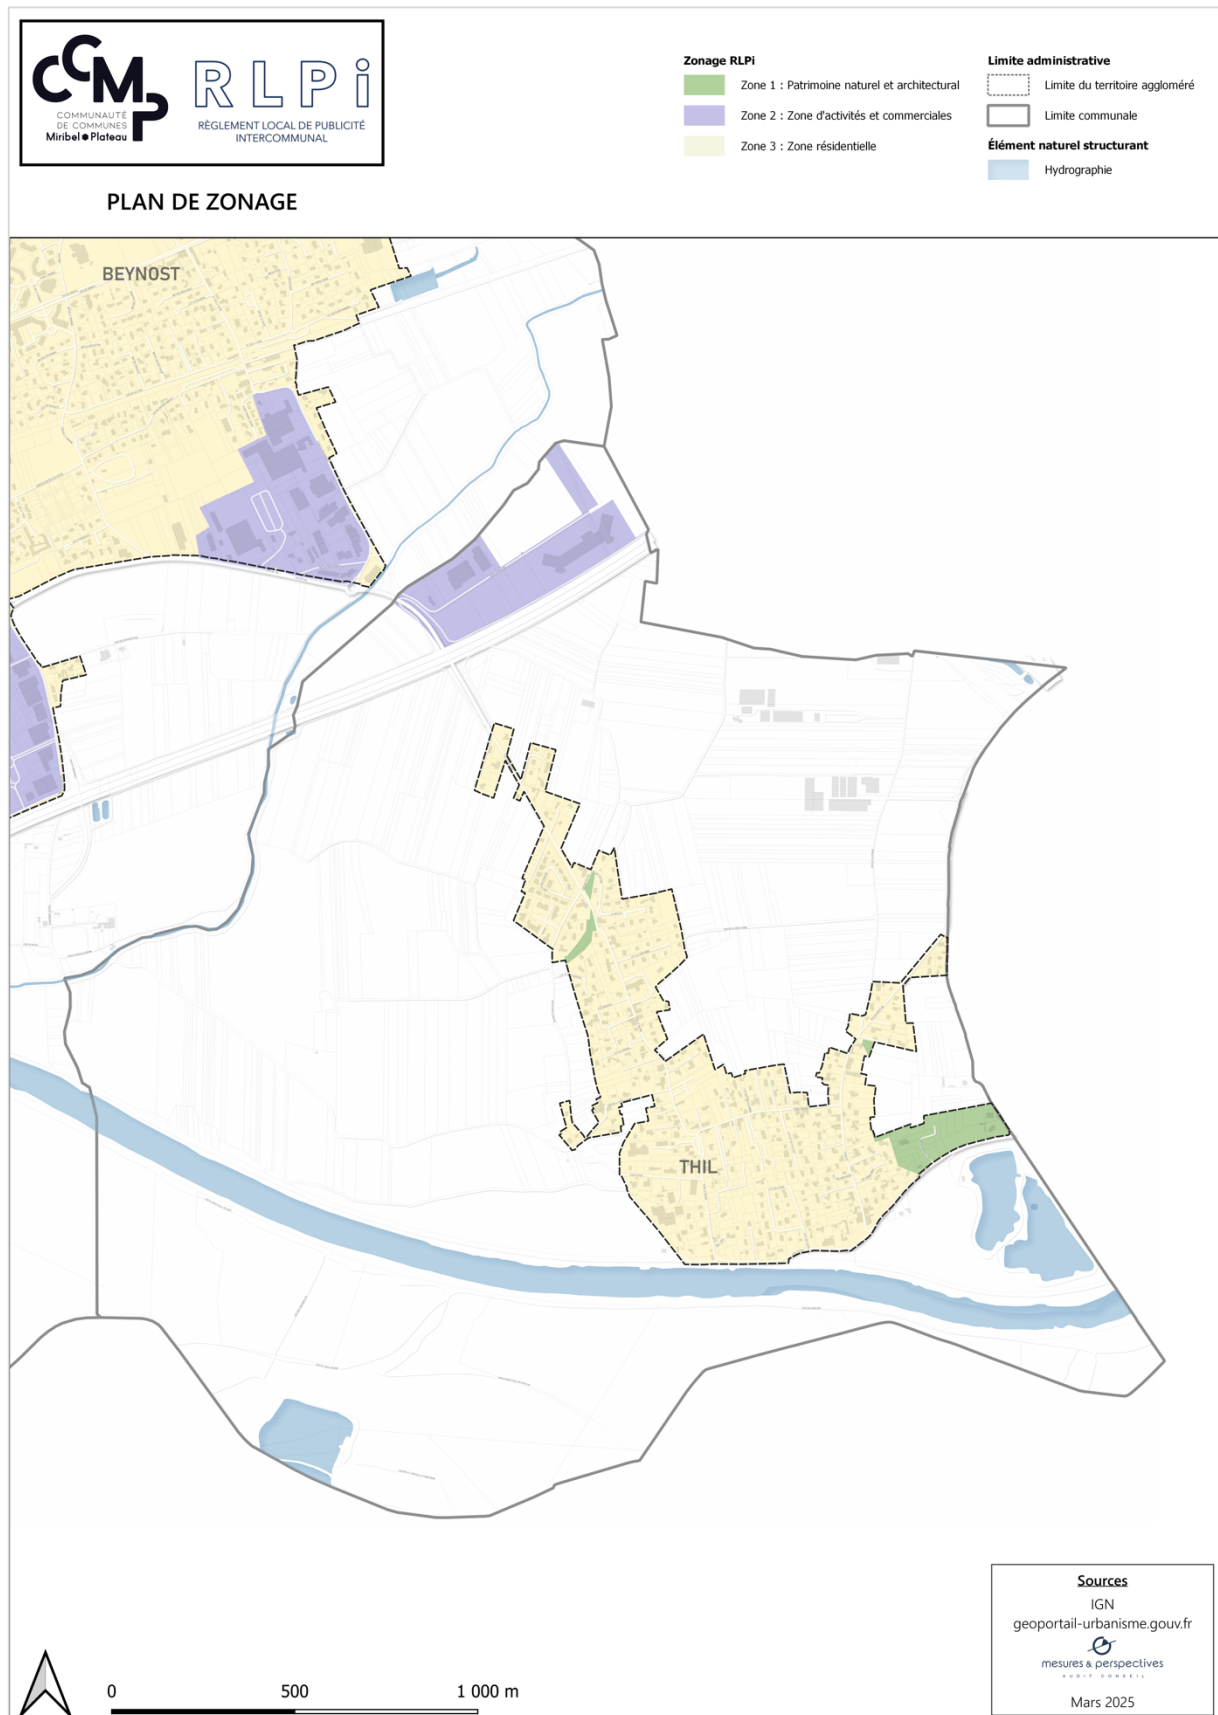 CCMP
COMMUNAUTÉ
DE COMMUNES
Miribel Plateau
RLPi
RÈGLEMENT LOCAL DE PUBLICITÉ
INTERCOMMUNAL
PLAN DE ZONAGE
Zonage RLPi
Zone 1 : Patrimoine naturel et architectural
Zone 2 : Zone d'activités et commerciales
Zone 3 : Zone résidentielle
Limite administrative
Limite du territoire aggloméré
Limite communale
Élément naturel structurant
Hydrographie
BEYNOST
THIL
0 500 1 000 m
Sources
IGN
geoportail-urbanisme.gouv.fr
mesures & perspectives
AUDIT CONSEIL
Mars 2025